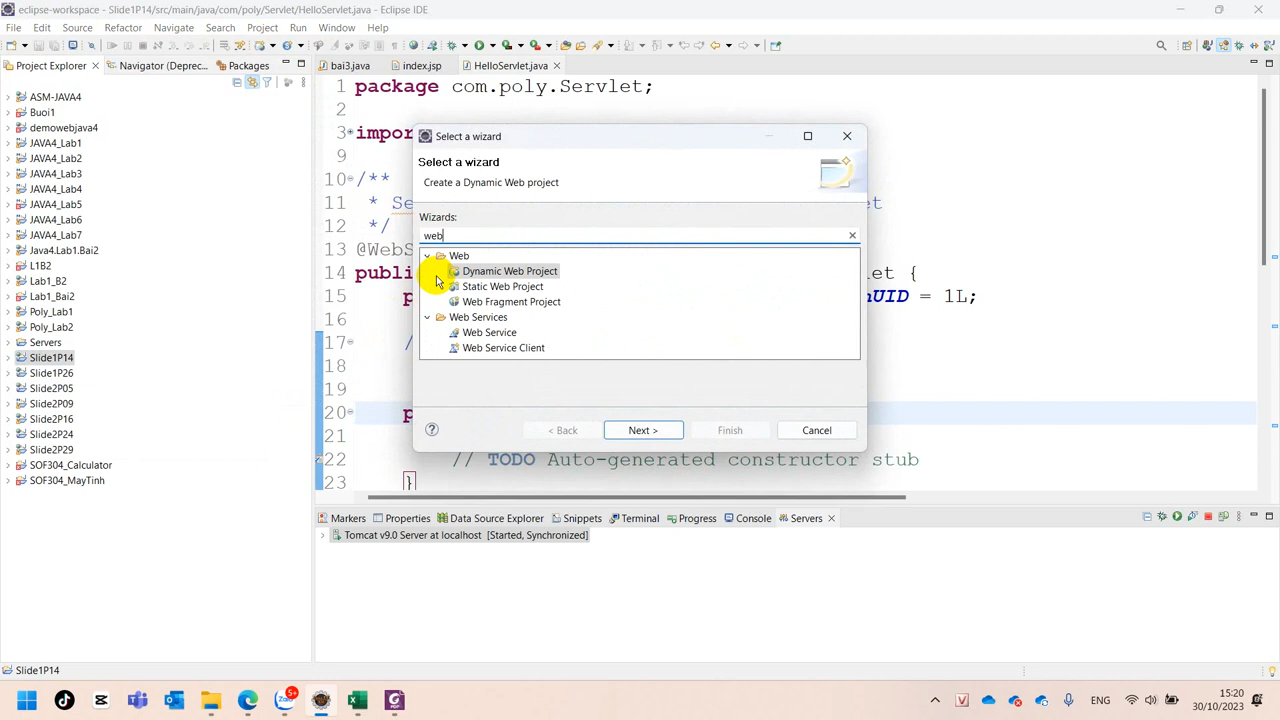 eclipse-workspace - Slide1P14/src/main/java/com/poly/Servlet/HelloServlet.java - Eclipse IDE
File Edit Source Refactor Navigate Search Project Run Window Help
Project Explorer Navigator (Deprec... Packages
bai3.java index.jsp HelloServlet.java
ASM-JAVA4
Buoi1
demowebjava4
JAVA4_Lab1
JAVA4_Lab2
JAVA4_Lab3
JAVA4_Lab4
JAVA4_Lab5
JAVA4_Lab6
JAVA4_Lab7
Java4.Lab1.Bai2
L1B2
Lab1_B2
Lab1_Bai2
Poly_Lab1
Poly_Lab2
Servers
Slide1P14
Slide1P26
Slide2P05
Slide2P09
Slide2P16
Slide2P24
Slide2P29
SOF304_Calculator
SOF304_MayTinh
1 package com.poly.Servlet;
2
3 impor
9
10 /**
11 * Se et
12 */
13 @WebS
14 publi let {
15 p nUID = 1L;
16
17 /
18
19
20 p
21
22 // TODO Auto-generated constructor stub
23 }
Select a wizard
Select a wizard
Create a Dynamic Web project
Wizards:
web
Web
Dynamic Web Project
Static Web Project
Web Fragment Project
Web Services
Web Service
Web Service Client
? < Back Next > Finish Cancel
Markers Properties Data Source Explorer Snippets Terminal Progress Console Servers
Tomcat v9.0 Server at localhost [Started, Synchronized]
Slide1P14
Zalo 5+
ENG
15:20
30/10/2023